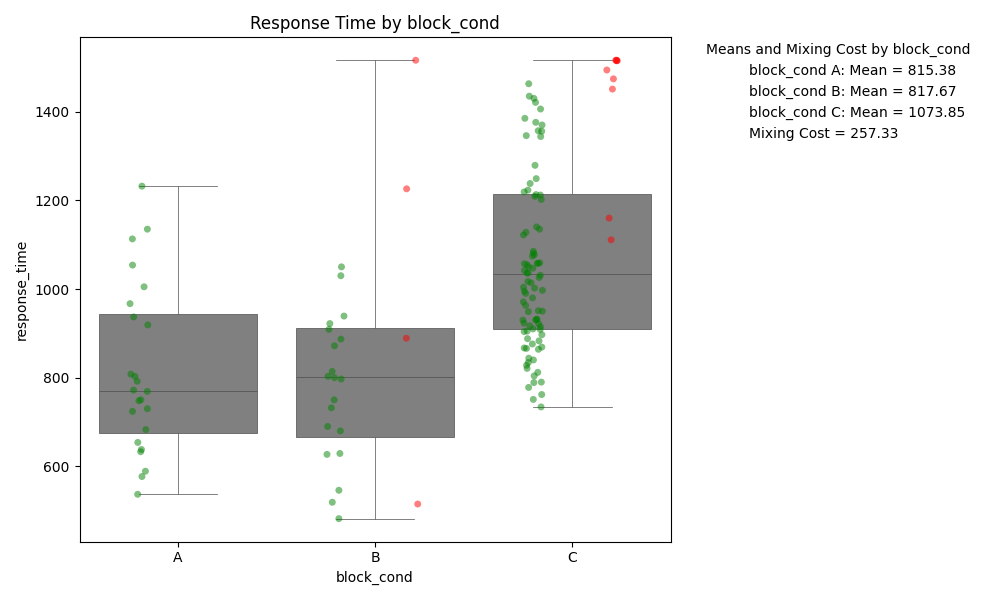 Response Time by block_cond
Means and Mixing Cost by block_cond
block_cond A: Mean = 815.38
block_cond B: Mean = 817.67
block_cond C: Mean = 1073.85
Mixing Cost = 257.33
response_time
1400
1200
1000
800
600
A
B
C
block_cond